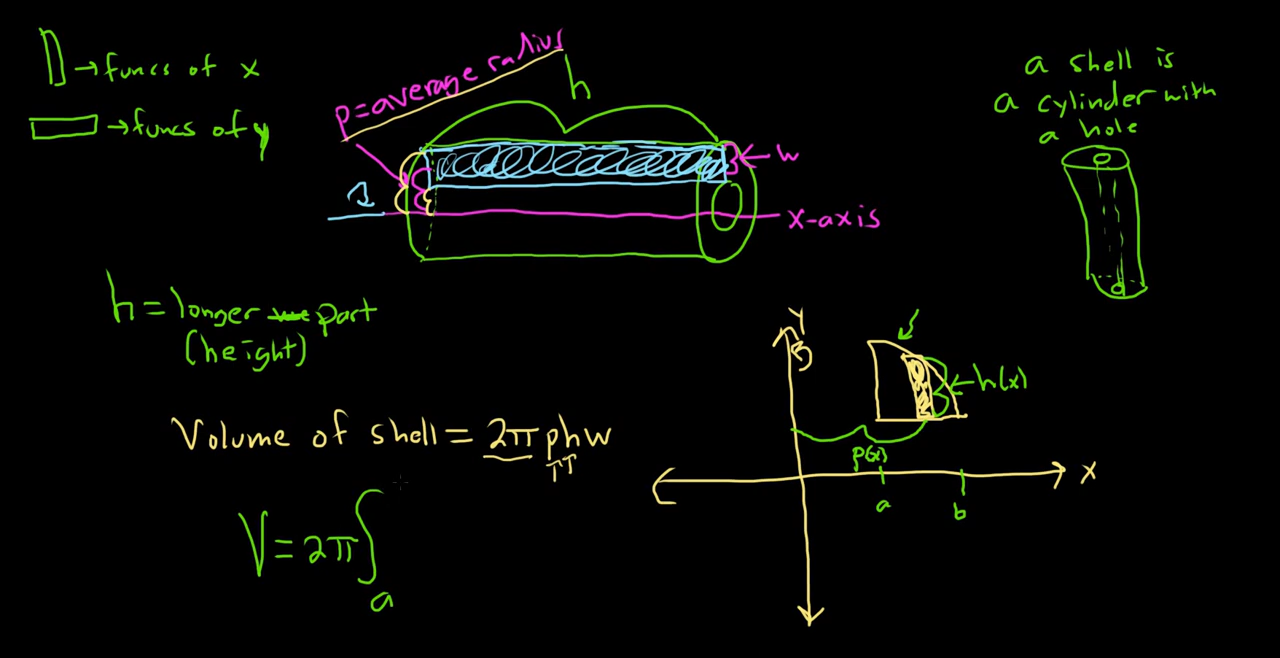 → funcs of x
→ funcs of y
p = average radius
h
← w
x-axis
a shell is
a cylinder with
a hole
h = longer part
(height)
Volume of shell = 2π phw
V = 2π ∫
a
Y
← h(x)
p(x)
a
b
X